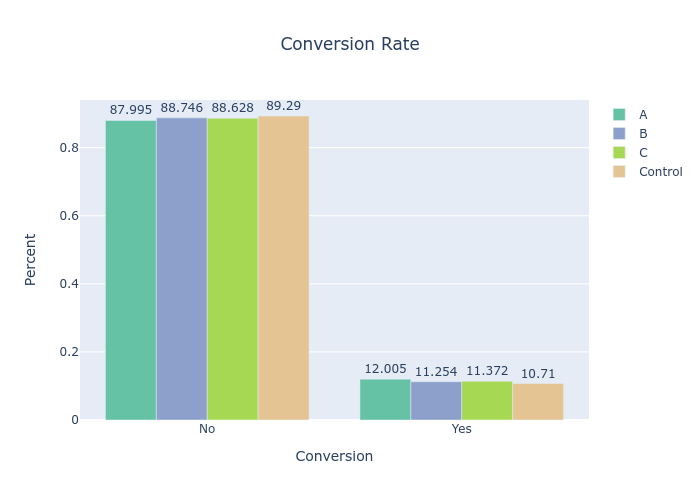 Conversion Rate
87.995 88.746 88.628 89.29
12.005 11.254 11.372 10.71
0.8
0.6
0.4
0.2
0
Percent
No Yes
Conversion
A
B
C
Control